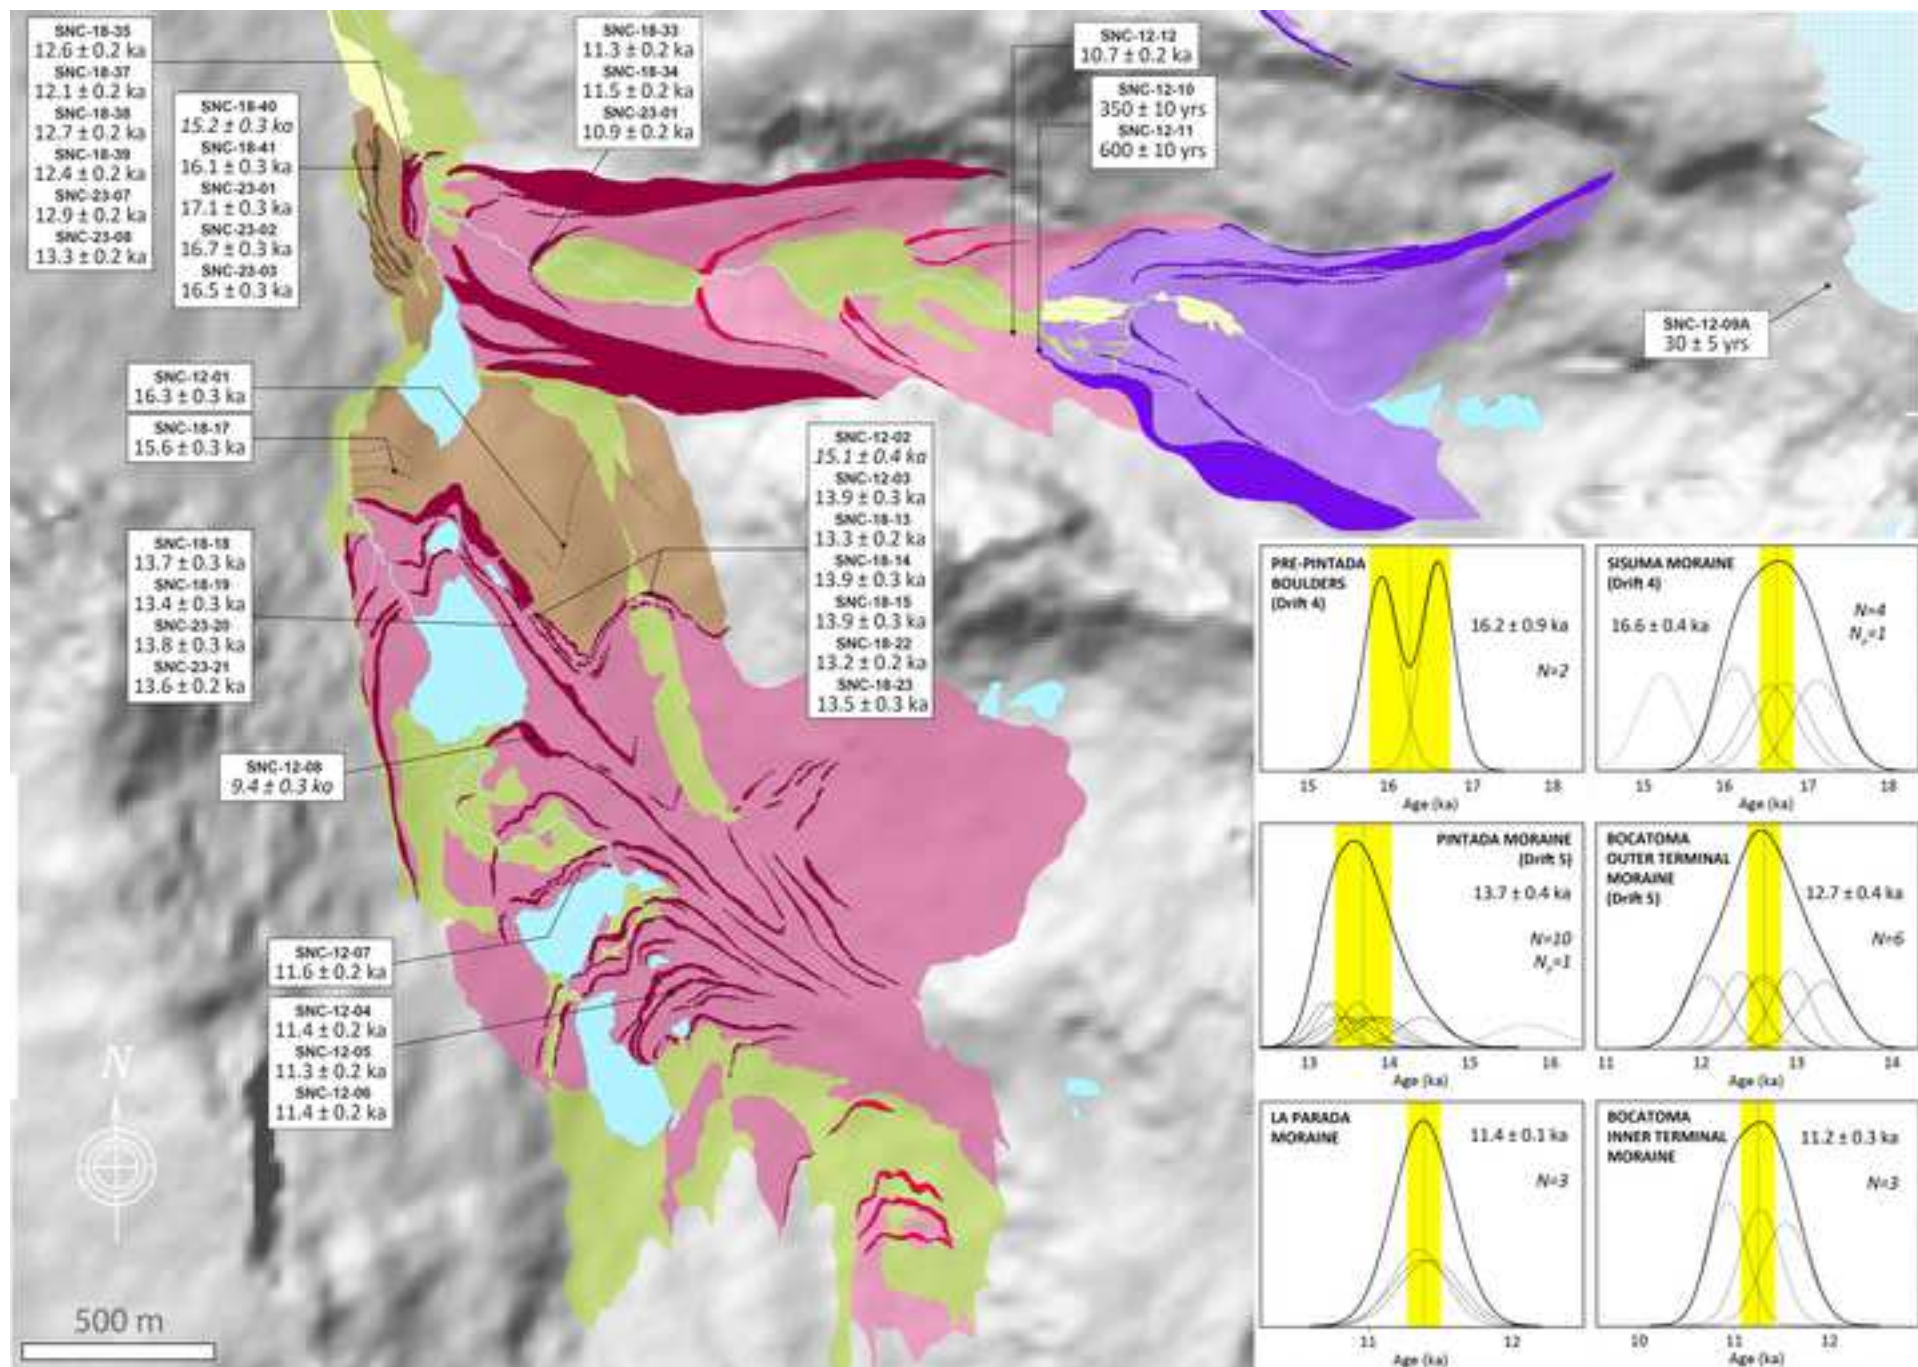 SNC-18-35
12.6 ± 0.2 ka
SNC-18-37
12.1 ± 0.2 ka
SNC-18-38
12.7 ± 0.2 ka
SNC-18-39
12.4 ± 0.2 ka
SNC-23-07
12.9 ± 0.2 ka
SNC-23-08
13.3 ± 0.2 ka
SNC-18-40
15.2 ± 0.3 ka
SNC-18-41
16.1 ± 0.3 ka
SNC-23-01
17.1 ± 0.3 ka
SNC-23-02
16.7 ± 0.3 ka
SNC-23-03
16.5 ± 0.3 ka
SNC-18-33
11.3 ± 0.2 ka
SNC-18-34
11.5 ± 0.2 ka
SNC-23-01
10.9 ± 0.2 ka
SNC-12-12
10.7 ± 0.2 ka
SNC-12-10
350 ± 10 yrs
SNC-12-11
600 ± 10 yrs
SNC-12-09A
30 ± 5 yrs
SNC-12-01
16.3 ± 0.3 ka
SNC-18-17
15.6 ± 0.3 ka
SNC-12-02
15.1 ± 0.4 ka
SNC-12-03
13.9 ± 0.3 ka
SNC-18-13
13.3 ± 0.2 ka
SNC-18-14
13.9 ± 0.3 ka
SNC-18-15
13.9 ± 0.3 ka
SNC-18-22
13.2 ± 0.2 ka
SNC-18-23
13.5 ± 0.3 ka
SNC-18-18
13.7 ± 0.3 ka
SNC-18-19
13.4 ± 0.3 ka
SNC-23-20
13.8 ± 0.3 ka
SNC-23-21
13.6 ± 0.2 ka
SNC-12-08
9.4 ± 0.3 ka
SNC-12-07
11.6 ± 0.2 ka
SNC-12-04
11.4 ± 0.2 ka
SNC-12-05
11.3 ± 0.2 ka
SNC-12-06
11.4 ± 0.2 ka
N
500 m
PRE-PINTADA
BOULDERS
(Drift 4)
16.2 ± 0.9 ka
N=2
15 16 17 18
Age (ka)
SISUMA MORAINE
(Drift 4)
16.6 ± 0.4 ka
N=4
15 16 17 18
Age (ka)
PINTADA MORAINE
(Drift 5)
13.7 ± 0.4 ka
N=10
13 14 15 16
Age (ka)
BOCATOMA
OUTER TERMINAL
MORAINE
(Drift 5)
12.7 ± 0.4 ka
N=6
11 12 13 14
Age (ka)
LA PARADA
MORAINE
11.4 ± 0.1 ka
N=3
11 12
Age (ka)
BOCATOMA
INNER TERMINAL
MORAINE
11.2 ± 0.3 ka
N=3
10 11 12
Age (ka)